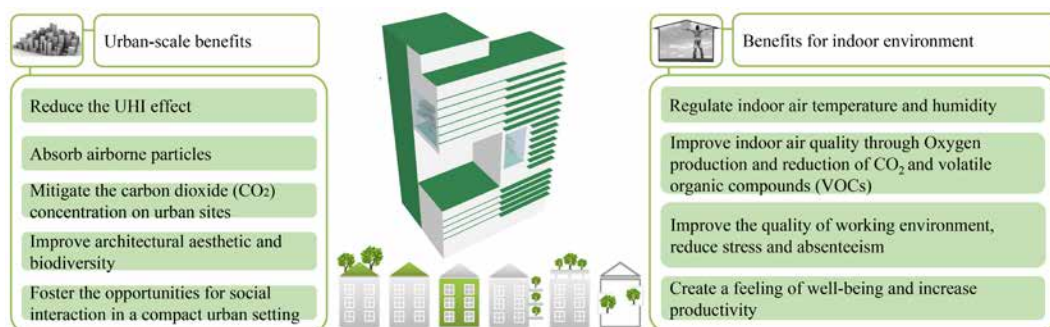 Urban-scale benefits
Reduce the UHI effect
Absorb airborne particles
Mitigate the carbon dioxide (CO2)
concentration on urban sites
Improve architectural aesthetic and
biodiversity
Foster the opportunities for social
interaction in a compact urban setting
Benefits for indoor environment
Regulate indoor air temperature and humidity
Improve indoor air quality through Oxygen
production and reduction of CO₂ and volatile
organic compounds (VOCs)
Improve the quality of working environment,
reduce stress and absenteeism
Create a feeling of well-being and increase
productivity